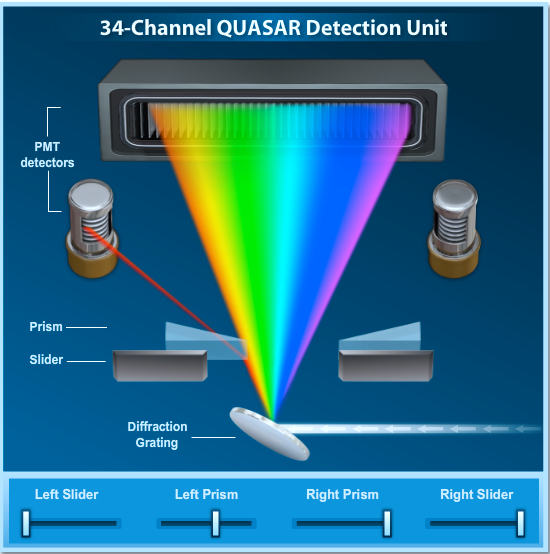 34-Channel QUASAR Detection Unit
PMT
detectors
Prism
Slider
Diffraction
Grating
Left Slider
Left Prism
Right Prism
Right Slider